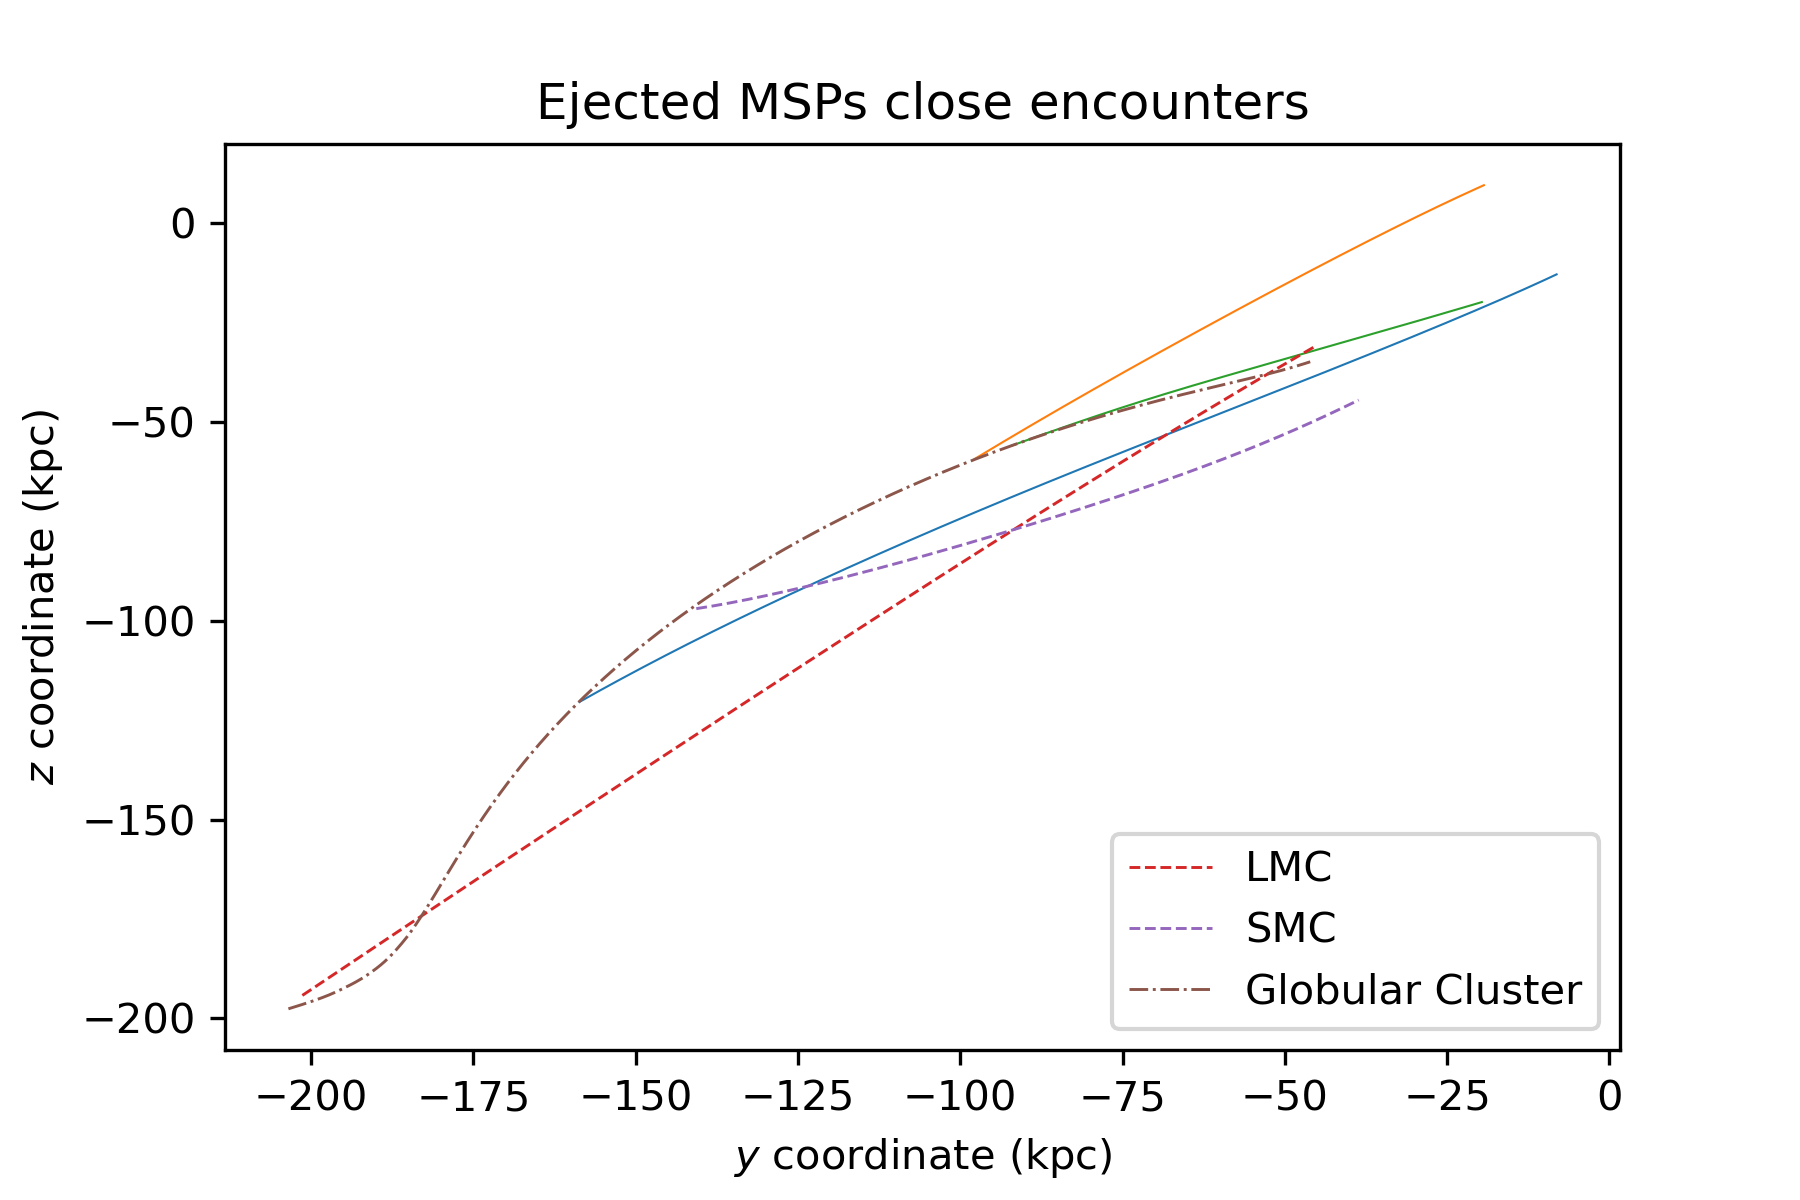 Ejected MSPs close encounters
0
−50
−100
−150
−200
z coordinate (kpc)
LMC
SMC
Globular Cluster
−200 −175 −150 −125 −100 −75 −50 −25 0
y coordinate (kpc)